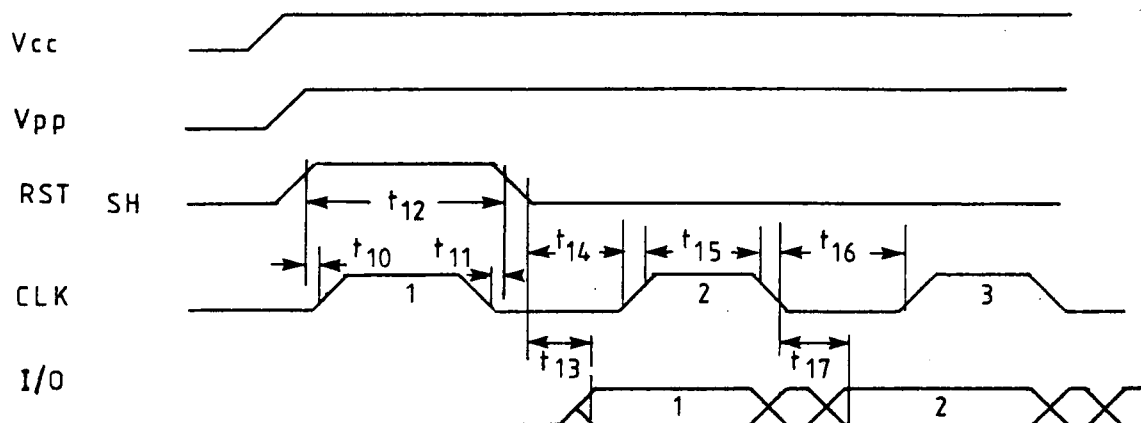 Vcc
Vpp
RST SH
t12
t10 t11 t14 t15 t16
CLK 1 2 3
t13 t17
I/O 1 2